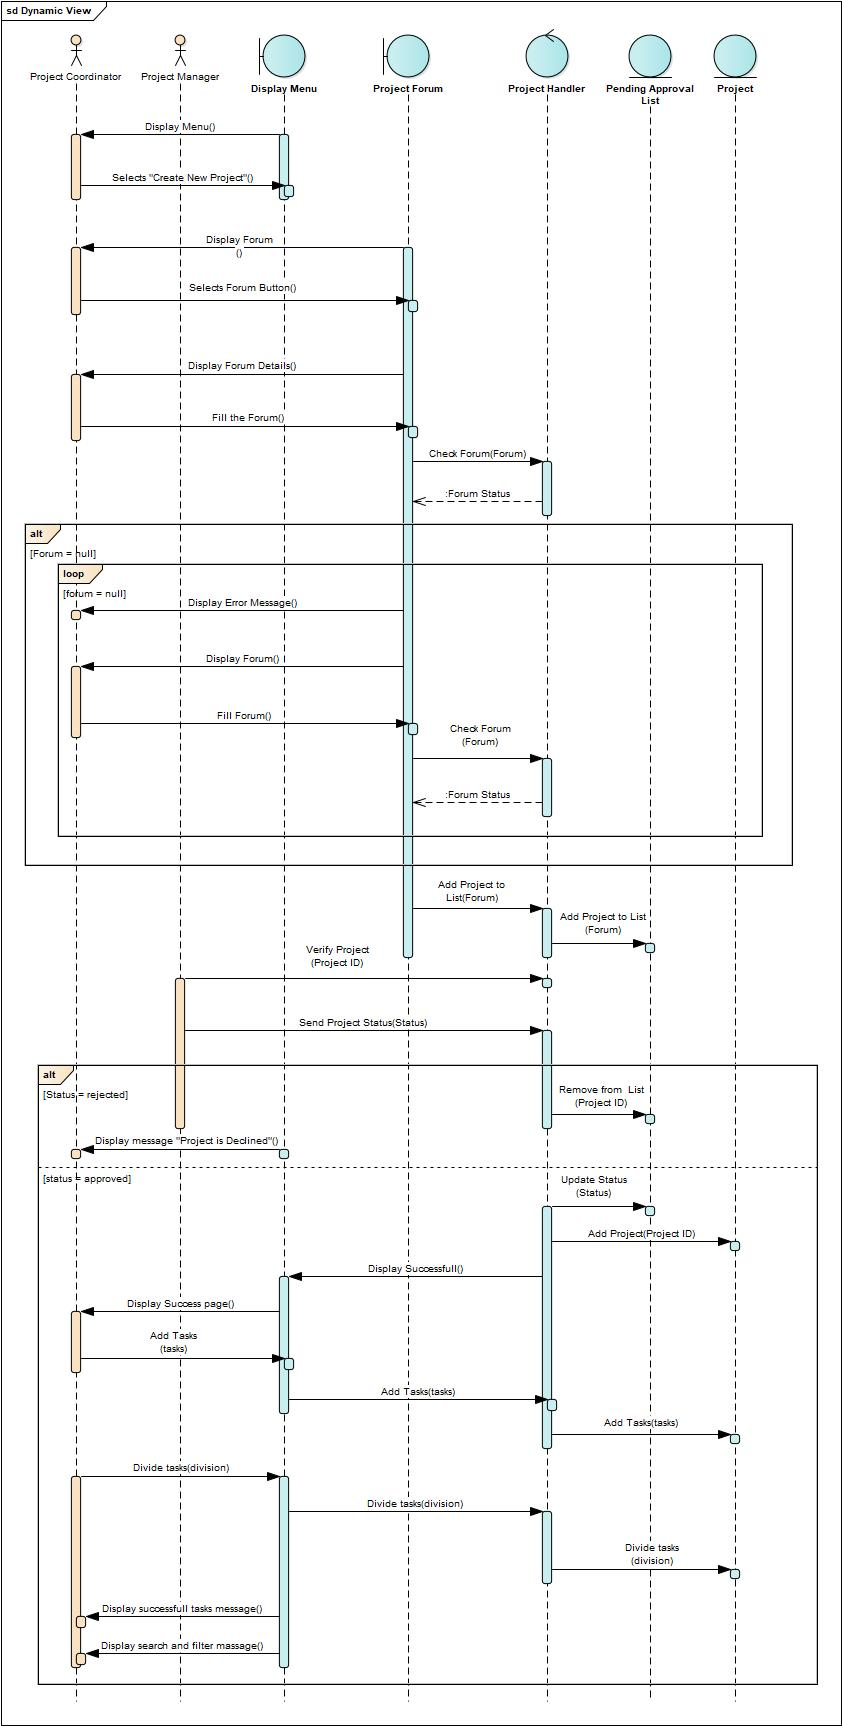 sd Dynamic View
Project Coordinator
Project Manager
Display Menu
Project Forum
Project Handler
Pending Approval
List
Project
Display Menu()
Selects "Create New Project"()
Display Forum
()
Selects Forum Button()
Display Forum Details()
Fill the Forum()
Check Forum(Forum)
:Forum Status
alt
[Forum = null]
loop
[forum = null]
Display Error Message()
Display Forum()
Fill Forum()
Check Forum
(Forum)
:Forum Status
Add Project to
List(Forum)
Add Project to List
(Forum)
Verify Project
(Project ID)
Send Project Status(Status)
alt
[Status = rejected]
Remove from List
(Project ID)
Display message "Project is Declined"()
[status = approved]
Update Status
(Status)
Add Project(Project ID)
Display Successfull()
Display Success page()
Add Tasks
(tasks)
Add Tasks(tasks)
Add Tasks(tasks)
Divide tasks(division)
Divide tasks(division)
Divide tasks
(division)
Display successfull tasks message()
Display search and filter massage()